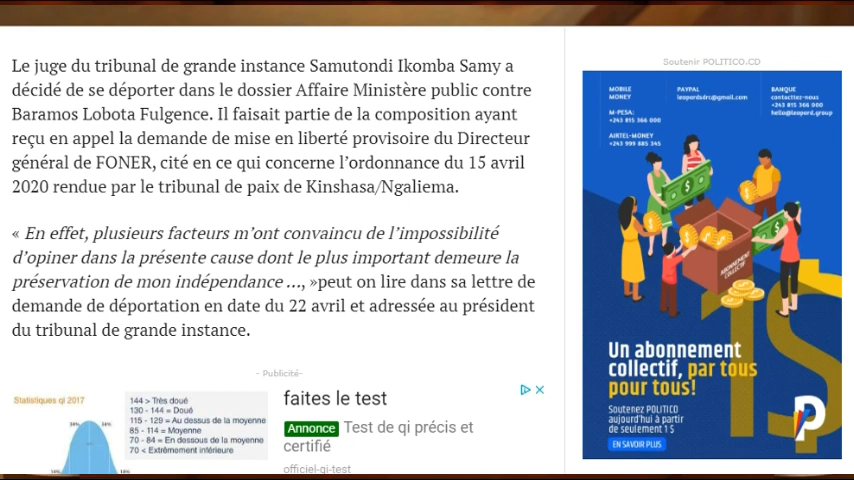 Le juge du tribunal de grande instance Samutondi Ikomba Samy a
décidé de se déporter dans le dossier Affaire Ministère public contre
Baramos Lobota Fulgence. Il faisait partie de la composition ayant
reçu en appel la demande de mise en liberté provisoire du Directeur
général de FONER, cité en ce qui concerne l’ordonnance du 15 avril
2020 rendue par le tribunal de paix de Kinshasa/Ngaliema.
« En effet, plusieurs facteurs m’ont convaincu de l’impossibilité
d’opiner dans la présente cause dont le plus important demeure la
préservation de mon indépendance …, »peut on lire dans sa lettre de
demande de déportation en date du 22 avril et adressée au président
du tribunal de grande instance.
- Publicité-
Statistiques qi 2017
144 > Très doué
130 - 144 = Doué
115 - 129 = Au dessus de la moyenne
85 - 114 = Moyenne
70 - 84 = En dessous de la moyenne
70 < Extrêmement inférieure
34% 34%
14% 14%
faites le test
Annonce Test de qi précis et
certifié
officiel-qi-test
Soutenir POLITICO.CD
MOBILE
MONEY
M-PESA:
+243 815 366 000
AIRTEL-MONEY
+243 999 885 345
PAYPAL
leopardsdrc@gmail.com
BANQUE
contactez-nous
+243 815 366 000
hello@leopard.group
ABONNEMENT
COLLECTIF
1$
Un abonnement
collectif, par tous
pour tous!
Soutenez POLITICO
aujourd'hui à partir
de seulement 1 $
EN SAVOIR PLUS
P